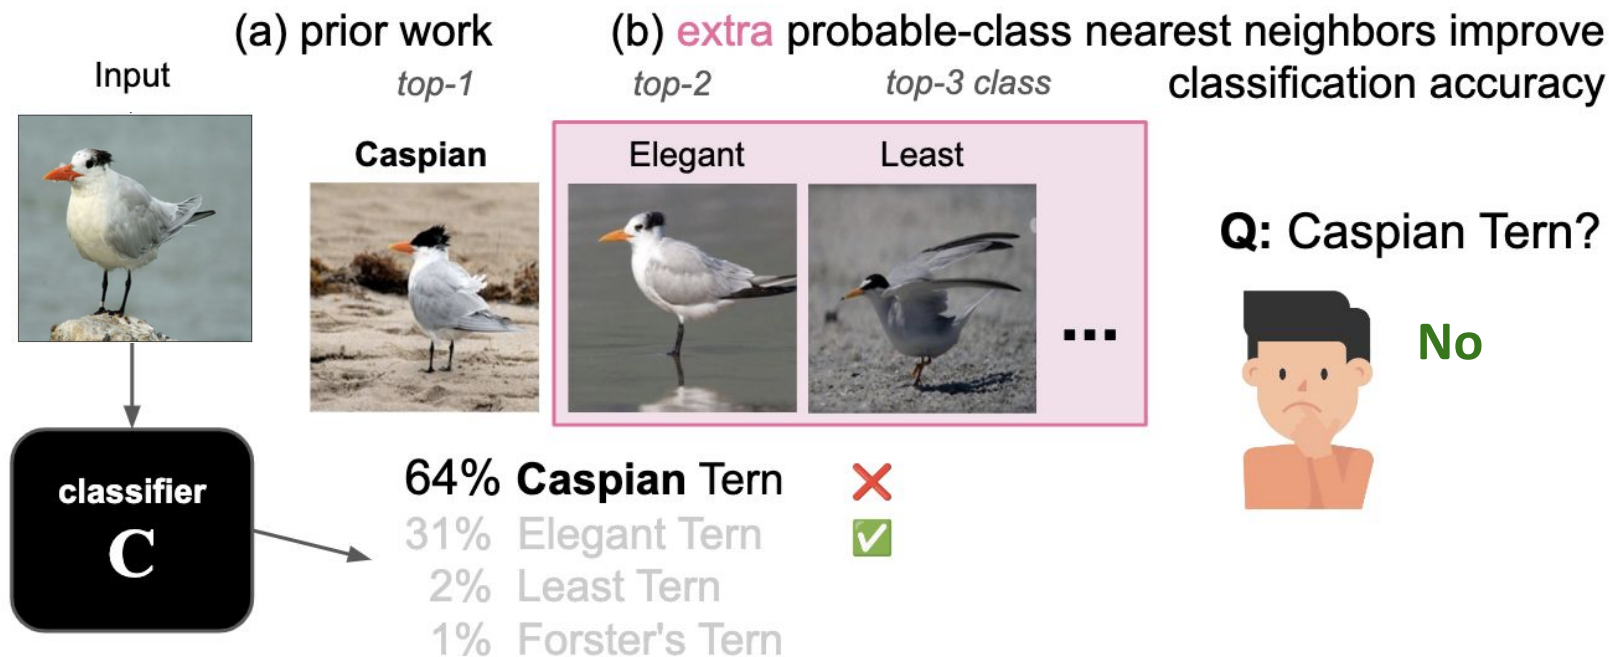 (a) prior work
(b) extra probable-class nearest neighbors improve
classification accuracy
Input
top-1
top-2
top-3 class
Caspian
Elegant
Least
...
Q: Caspian Tern?
No
classifier
C
64% Caspian Tern
31% Elegant Tern
2% Least Tern
1% Forster's Tern